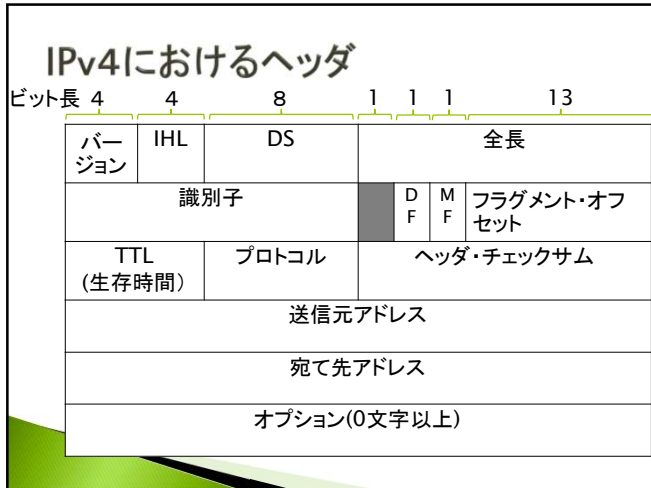 IPv4におけるヘッダ
ビット長 4 4 8 1 1 1 13
バー
ジョン
IHL
DS
全長
識別子
D
F
M
F
フラグメント・オフ
セット
TTL
(生存時間)
プロトコル
ヘッダ・チェックサム
送信元アドレス
宛て先アドレス
オプション(0文字以上)